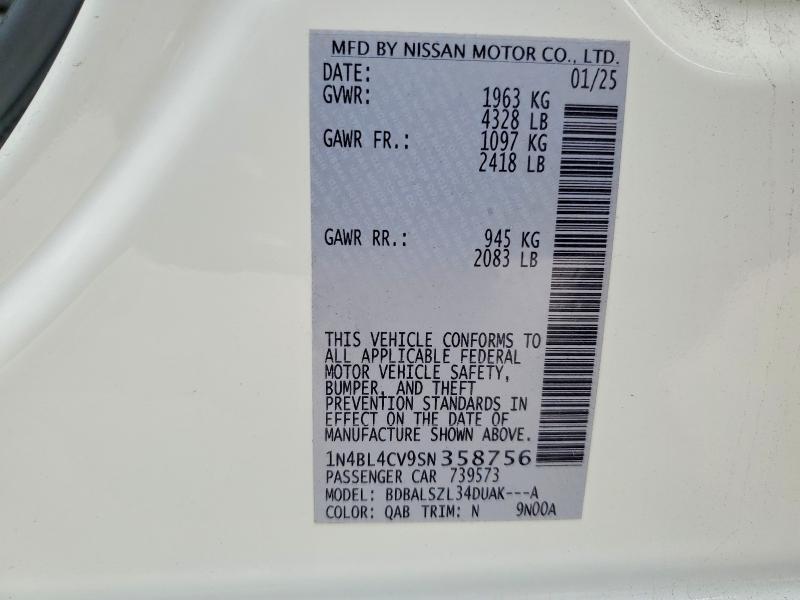 MFD BY NISSAN MOTOR CO., LTD.
DATE: 01/25
GVWR: 1963 KG
4328 LB
GAWR FR.: 1097 KG
2418 LB
GAWR RR.: 945 KG
2083 LB
THIS VEHICLE CONFORMS TO
ALL APPLICABLE FEDERAL
MOTOR VEHICLE SAFETY,
BUMPER, AND THEFT
PREVENTION STANDARDS IN
EFFECT ON THE DATE OF
MANUFACTURE SHOWN ABOVE.
1N4BL4CV9SN358756
PASSENGER CAR 739573
MODEL: BDBALSZL34DUAK---A
COLOR: QAB TRIM: N 9N00A